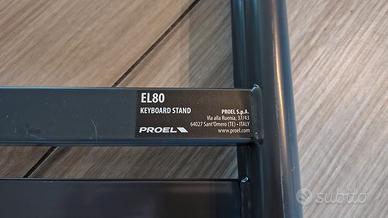 EL80
KEYBOARD STAND
PROEL
PROEL S.p.A.
Via alla Ruenia, 37/43
64027 Sant'Omero (TE) • ITALY
www.proel.com
subito